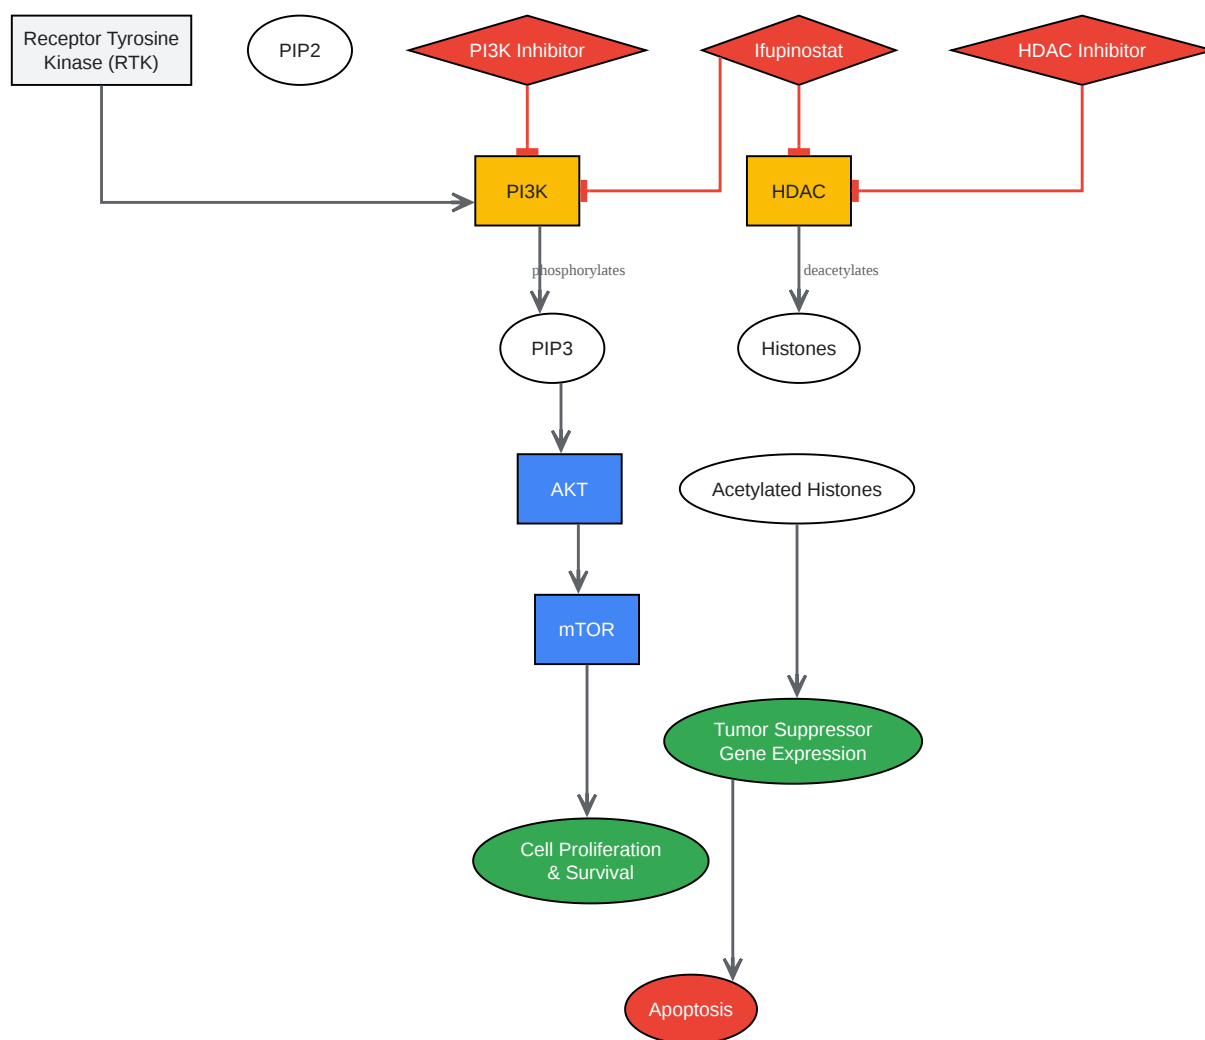 Receptor Tyrosine
Kinase (RTK)
PIP2
PI3K Inhibitor
Ifupinostat
HDAC Inhibitor
PI3K
HDAC
phosphorylates
deacetylates
PIP3
Histones
AKT
Acetylated Histones
mTOR
Tumor Suppressor
Gene Expression
Cell Proliferation
& Survival
Apoptosis